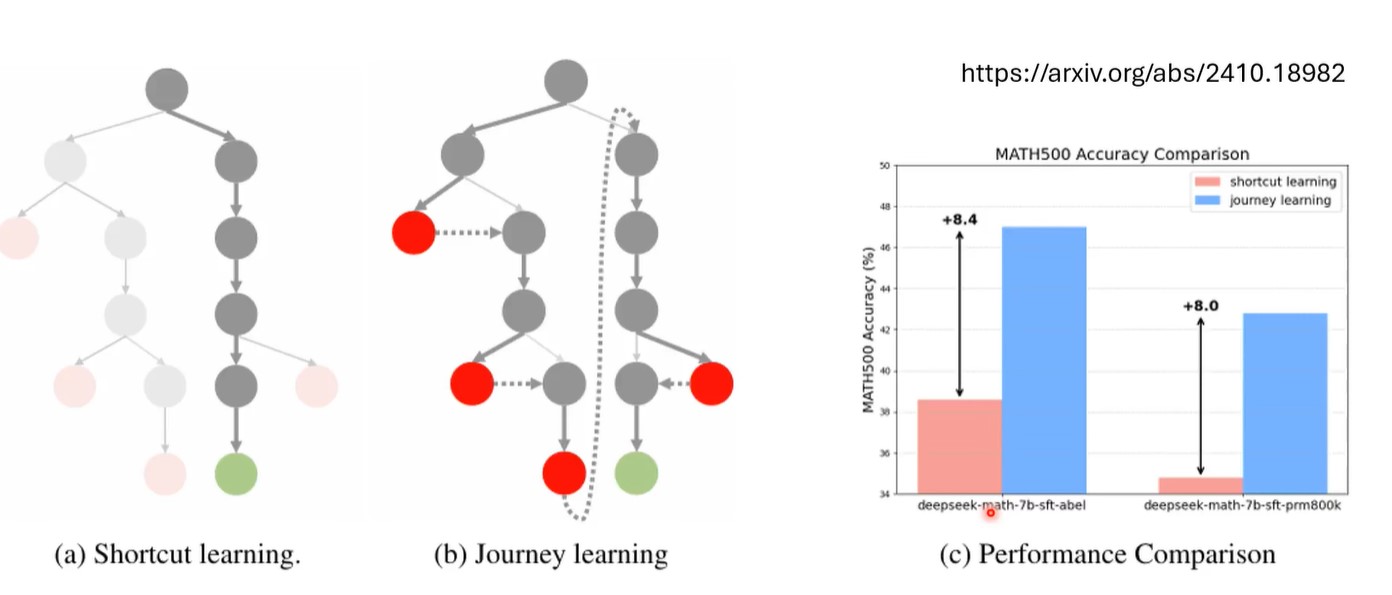 https://arxiv.org/abs/2410.18982
MATH500 Accuracy Comparison
shortcut learning
journey learning
MATH500 Accuracy (%)
50
48
46
44
42
40
38
36
34
+8.4
+8.0
deepseek-math-7b-sft-abel
deepseek-math-7b-sft-prm800k
(a) Shortcut learning.
(b) Journey learning
(c) Performance Comparison